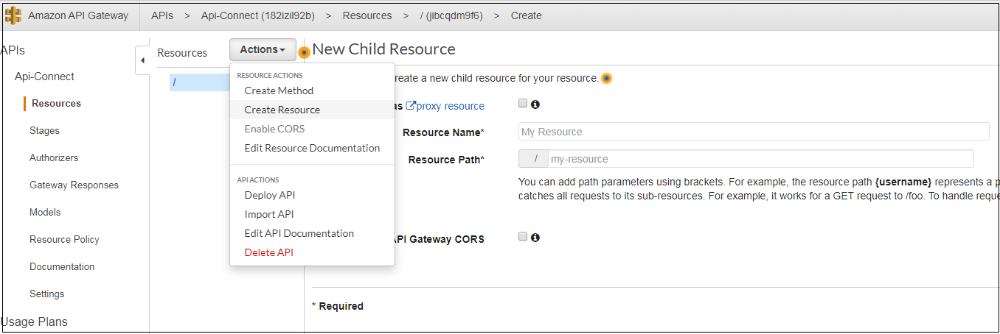 Amazon API Gateway APIs > Api-Connect (182izil92b) > Resources > / (jibcqdm9f6) > Create
APIs
Api-Connect
Resources
Stages
Authorizers
Gateway Responses
Models
Resource Policy
Documentation
Settings
Usage Plans
Resources Actions
/
RESOURCE ACTIONS
Create Method
Create Resource
Enable CORS
Edit Resource Documentation
API ACTIONS
Deploy API
Import API
Edit API Documentation
Delete API
New Child Resource
create a new child resource for your resource.
as proxy resource
Resource Name* My Resource
Resource Path* / my-resource
You can add path parameters using brackets. For example, the resource path {username} represents a
catches all requests to its sub-resources. For example, it works for a GET request to /foo. To handle
API Gateway CORS
* Required